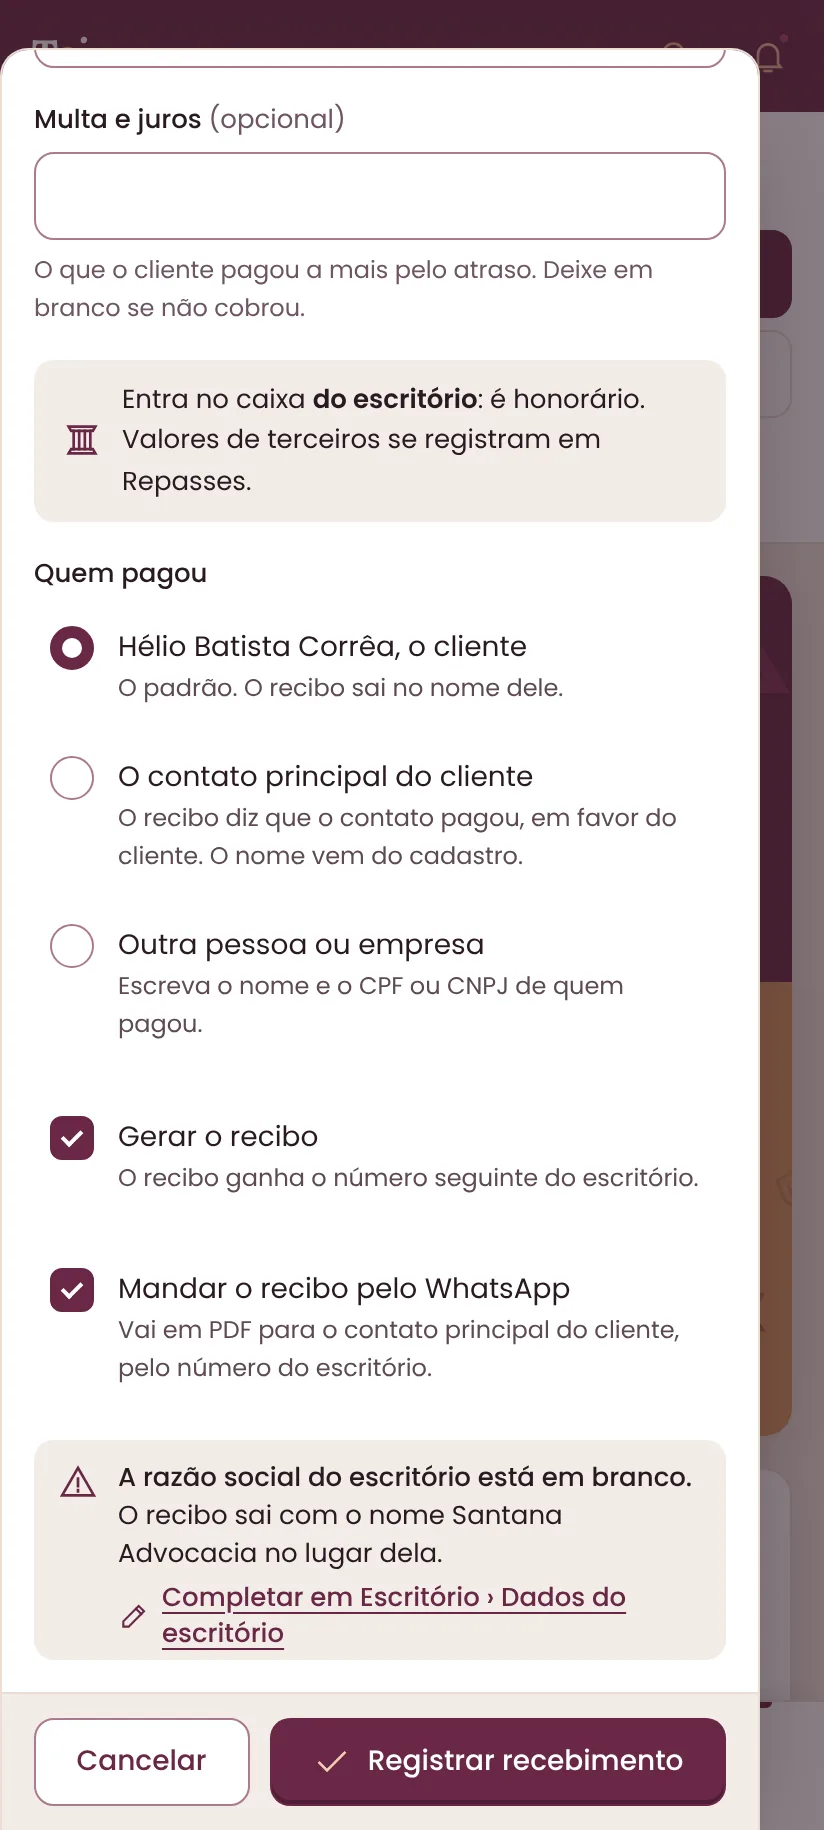 Multa e juros (opcional)
O que o cliente pagou a mais pelo atraso. Deixe em
branco se não cobrou.
Entra no caixa do escritório: é honorário.
Valores de terceiros se registram em
Repasses.
Quem pagou
Hélio Batista Corrêa, o cliente
O padrão. O recibo sai no nome dele.
O contato principal do cliente
O recibo diz que o contato pagou, em favor do
cliente. O nome vem do cadastro.
Outra pessoa ou empresa
Escreva o nome e o CPF ou CNPJ de quem
pagou.
Gerar o recibo
O recibo ganha o número seguinte do escritório.
Mandar o recibo pelo WhatsApp
Vai em PDF para o contato principal do cliente,
pelo número do escritório.
A razão social do escritório está em branco.
O recibo sai com o nome Santana
Advocacia no lugar dela.
Completar em Escritório › Dados do
escritório
Cancelar
Registrar recebimento